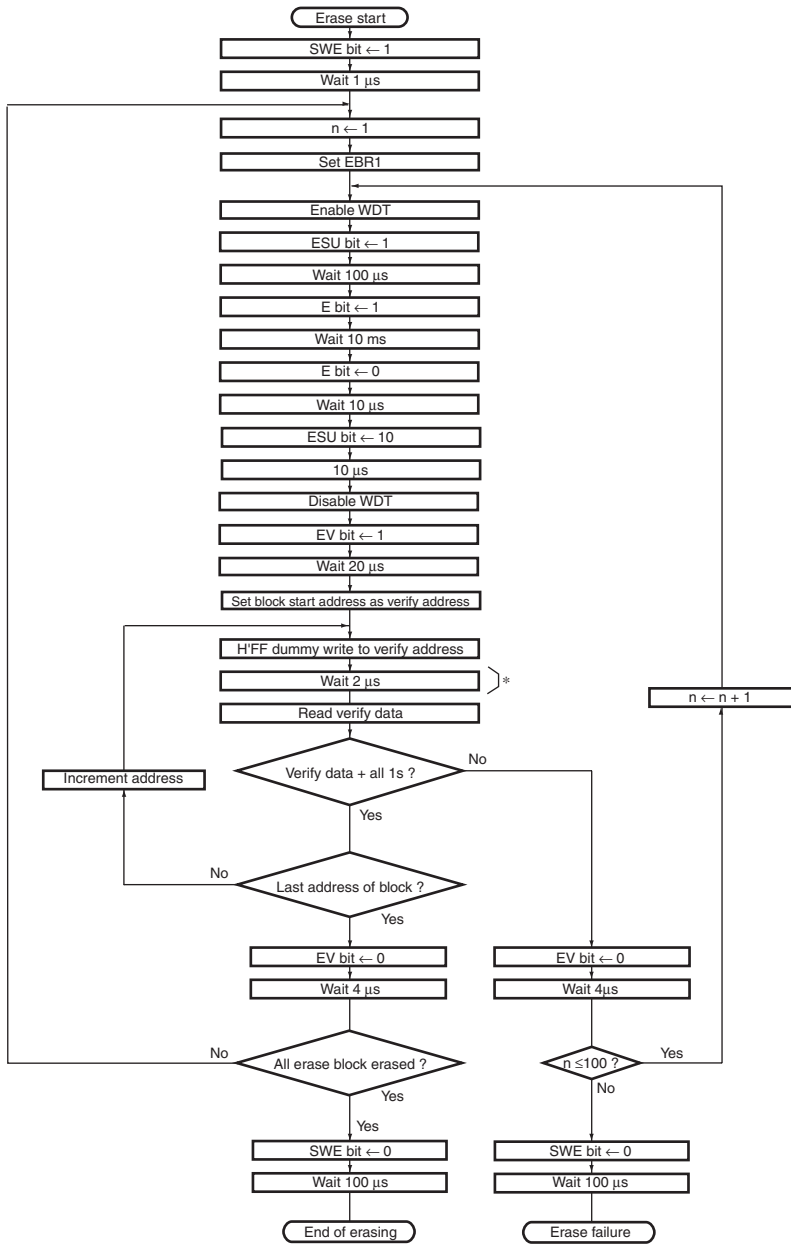 Erase start
SWE bit ← 1
Wait 1 μs
n ← 1
Set EBR1
Enable WDT
ESU bit ← 1
Wait 100 μs
E bit ← 1
Wait 10 ms
E bit ← 0
Wait 10 μs
ESU bit ← 10
10 μs
Disable WDT
EV bit ← 1
Wait 20 μs
Set block start address as verify address
H'FF dummy write to verify address
Wait 2 μs
*
n ← n + 1
Read verify data
Verify data + all 1s ?
No
Increment address
Yes
No
Last address of block ?
Yes
EV bit ← 0
EV bit ← 0
Wait 4 μs
Wait 4μs
No
All erase block erased ?
n ≤100 ?
Yes
Yes
No
Yes
SWE bit ← 0
SWE bit ← 0
Wait 100 μs
Wait 100 μs
End of erasing
Erase failure